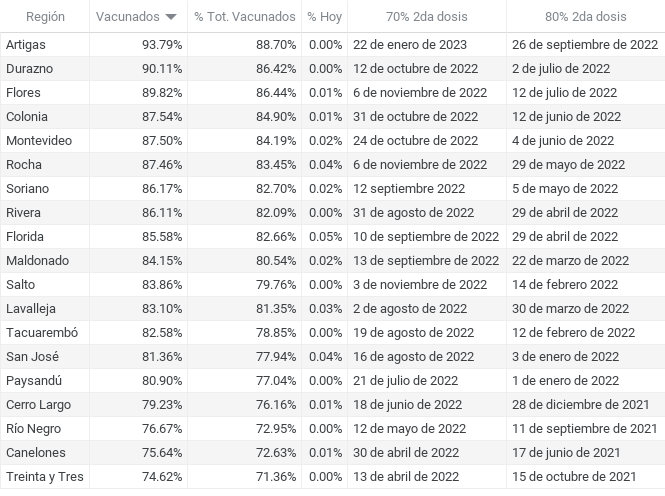 Región Vacunados % Tot. Vacunados % Hoy 70% 2da dosis 80% 2da dosis
Artigas 93.79% 88.70% 0.00% 22 de enero de 2023 26 de septiembre de 2022
Durazno 90.11% 86.42% 0.00% 12 de octubre de 2022 2 de julio de 2022
Flores 89.82% 86.44% 0.01% 6 de noviembre de 2022 12 de julio de 2022
Colonia 87.54% 84.90% 0.01% 31 de octubre de 2022 12 de junio de 2022
Montevideo 87.50% 84.19% 0.02% 24 de octubre de 2022 4 de junio de 2022
Rocha 87.46% 83.45% 0.04% 6 de noviembre de 2022 29 de mayo de 2022
Soriano 86.17% 82.70% 0.02% 12 septiembre 2022 5 de mayo de 2022
Rivera 86.11% 82.09% 0.00% 31 de agosto de 2022 29 de abril de 2022
Florida 85.58% 82.66% 0.05% 10 de septiembre de 2022 29 de abril de 2022
Maldonado 84.15% 80.54% 0.02% 13 de septiembre de 2022 22 de marzo de 2022
Salto 83.86% 79.76% 0.00% 3 de noviembre de 2022 14 de febrero 2022
Lavalleja 83.10% 81.35% 0.03% 2 de agosto de 2022 30 de marzo de 2022
Tacuarembó 82.58% 78.85% 0.00% 19 de agosto de 2022 12 de febrero de 2022
San José 81.36% 77.94% 0.04% 16 de agosto de 2022 3 de enero de 2022
Paysandú 80.90% 77.04% 0.00% 21 de julio de 2022 1 de enero de 2022
Cerro Largo 79.23% 76.16% 0.01% 18 de junio de 2022 28 de diciembre de 2021
Río Negro 76.67% 72.95% 0.00% 12 de mayo de 2022 11 de septiembre de 2021
Canelones 75.64% 72.63% 0.01% 30 de abril de 2022 17 de junio de 2021
Treinta y Tres 74.62% 71.36% 0.00% 13 de abril de 2022 15 de octubre de 2021